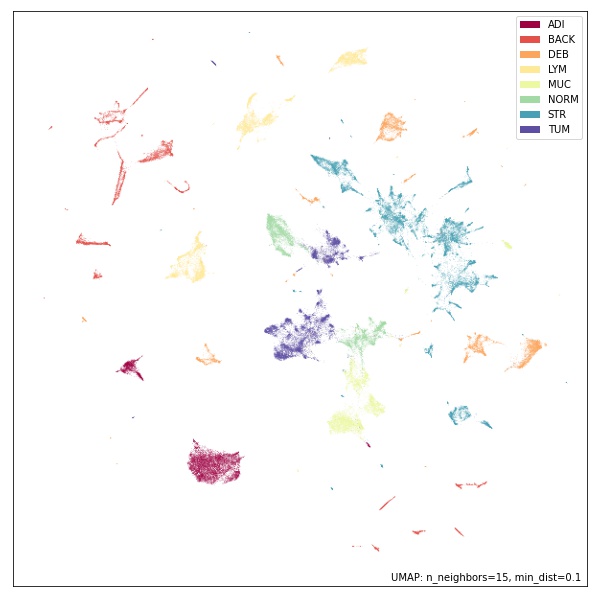 ADI
BACK
DEB
LYM
MUC
NORM
STR
TUM
UMAP: n_neighbors=15, min_dist=0.1